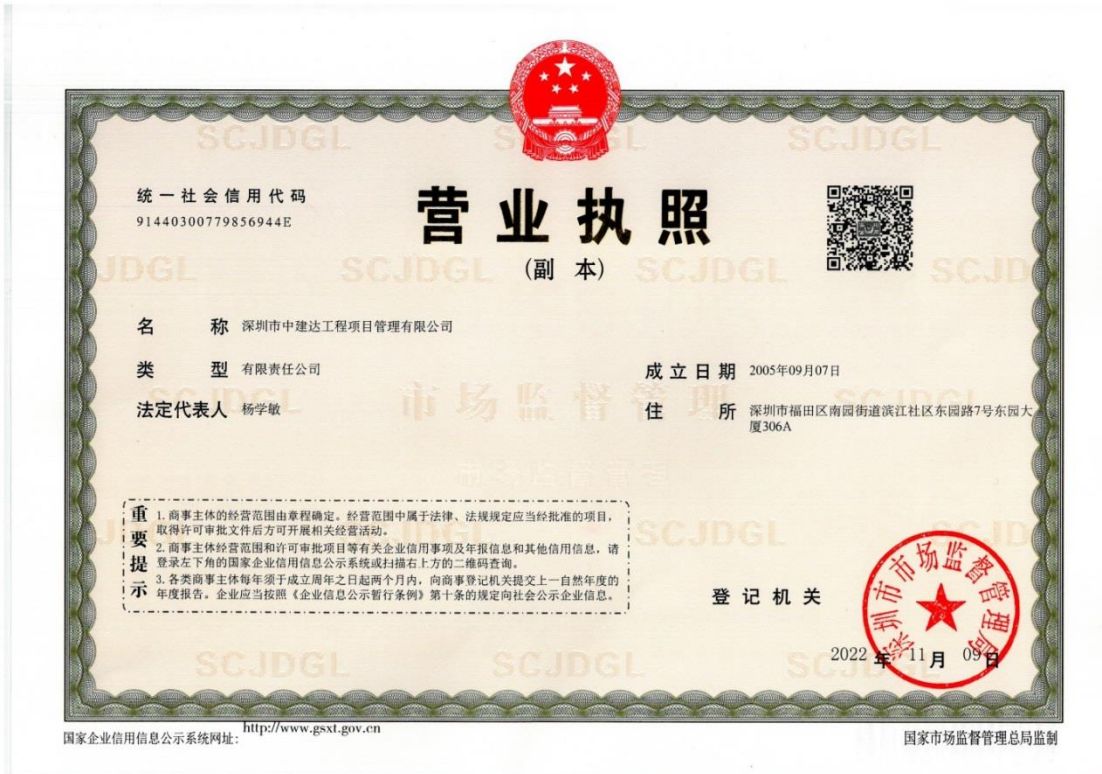 统一社会信用代码
91440300779856944E
营业执照
(副 本)
名 称 深圳市中建达工程项目管理有限公司
类 型 有限责任公司
法定代表人 杨学敏
成立日期 2005年09月07日
住 所 深圳市福田区南园街道滨江社区东园路7号东园大
厦306A
重要提示
1. 商事主体的经营范围由章程确定。经营范围中属于法律、法规规定应当经批准的项目，
取得许可审批文件后方可开展相关经营活动。
2. 商事主体经营范围和许可审批项目等有关企业信用事项及年报信息和其他信用信息，请
登录左下角的国家企业信用信息公示系统或扫描右上方的二维码查询。
3. 各类商事主体每年须于成立周年之日起两个月内，向商事登记机关提交上一自然年度的
年度报告。企业应当按照《企业信息公示暂行条例》第十条的规定向社会公示企业信息。
登记机关
深圳市市场监督管理局
2022 年 11 月 09 日
国家企业信用信息公示系统网址：http://www.gsxt.gov.cn
国家市场监督管理总局监制
SCJDGL
市场监督管理